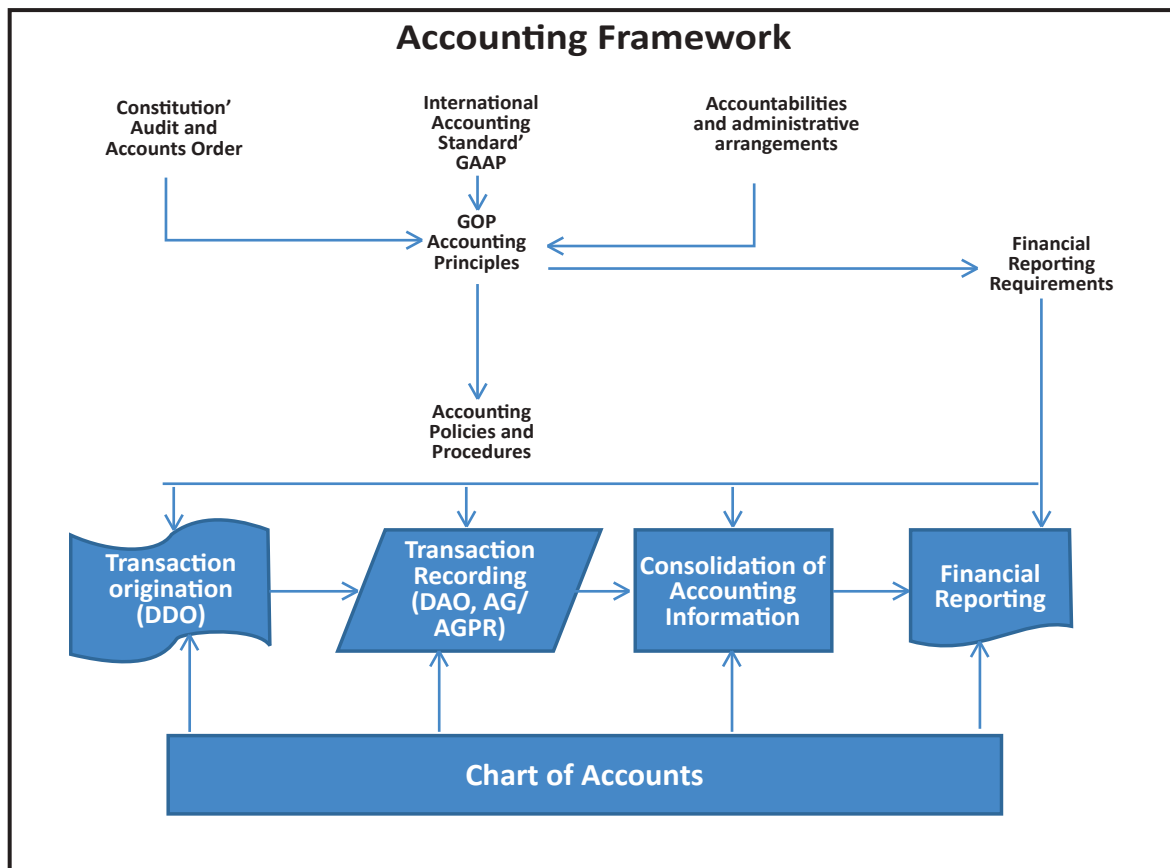 Accounting Framework
Constitution’
Audit and
Accounts Order
International
Accounting
Standard’
GAAP
Accountabilities
and administrative
arrangements
GOP
Accounting
Principles
Financial
Reporting
Requirements
Accounting
Policies and
Procedures
Transaction
origination
(DDO)
Transaction
Recording
(DAO, AG/
AGPR)
Consolidation of
Accounting
Information
Financial
Reporting
Chart of Accounts